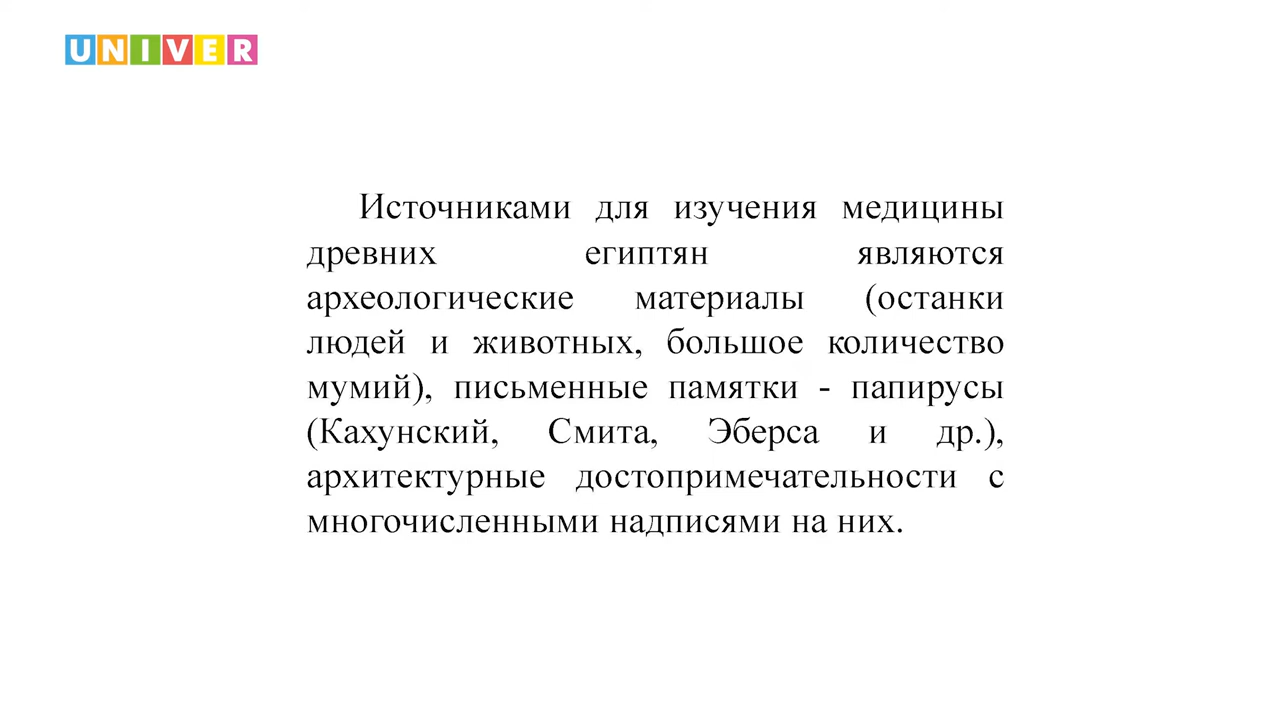 UNIVER
Источниками для изучения медицины
древних египтян являются
археологические материалы (останки
людей и животных, большое количество
мумий), письменные памятки - папирусы
(Кахунский, Смита, Эберса и др.),
архитектурные достопримечательности с
многочисленными надписями на них.